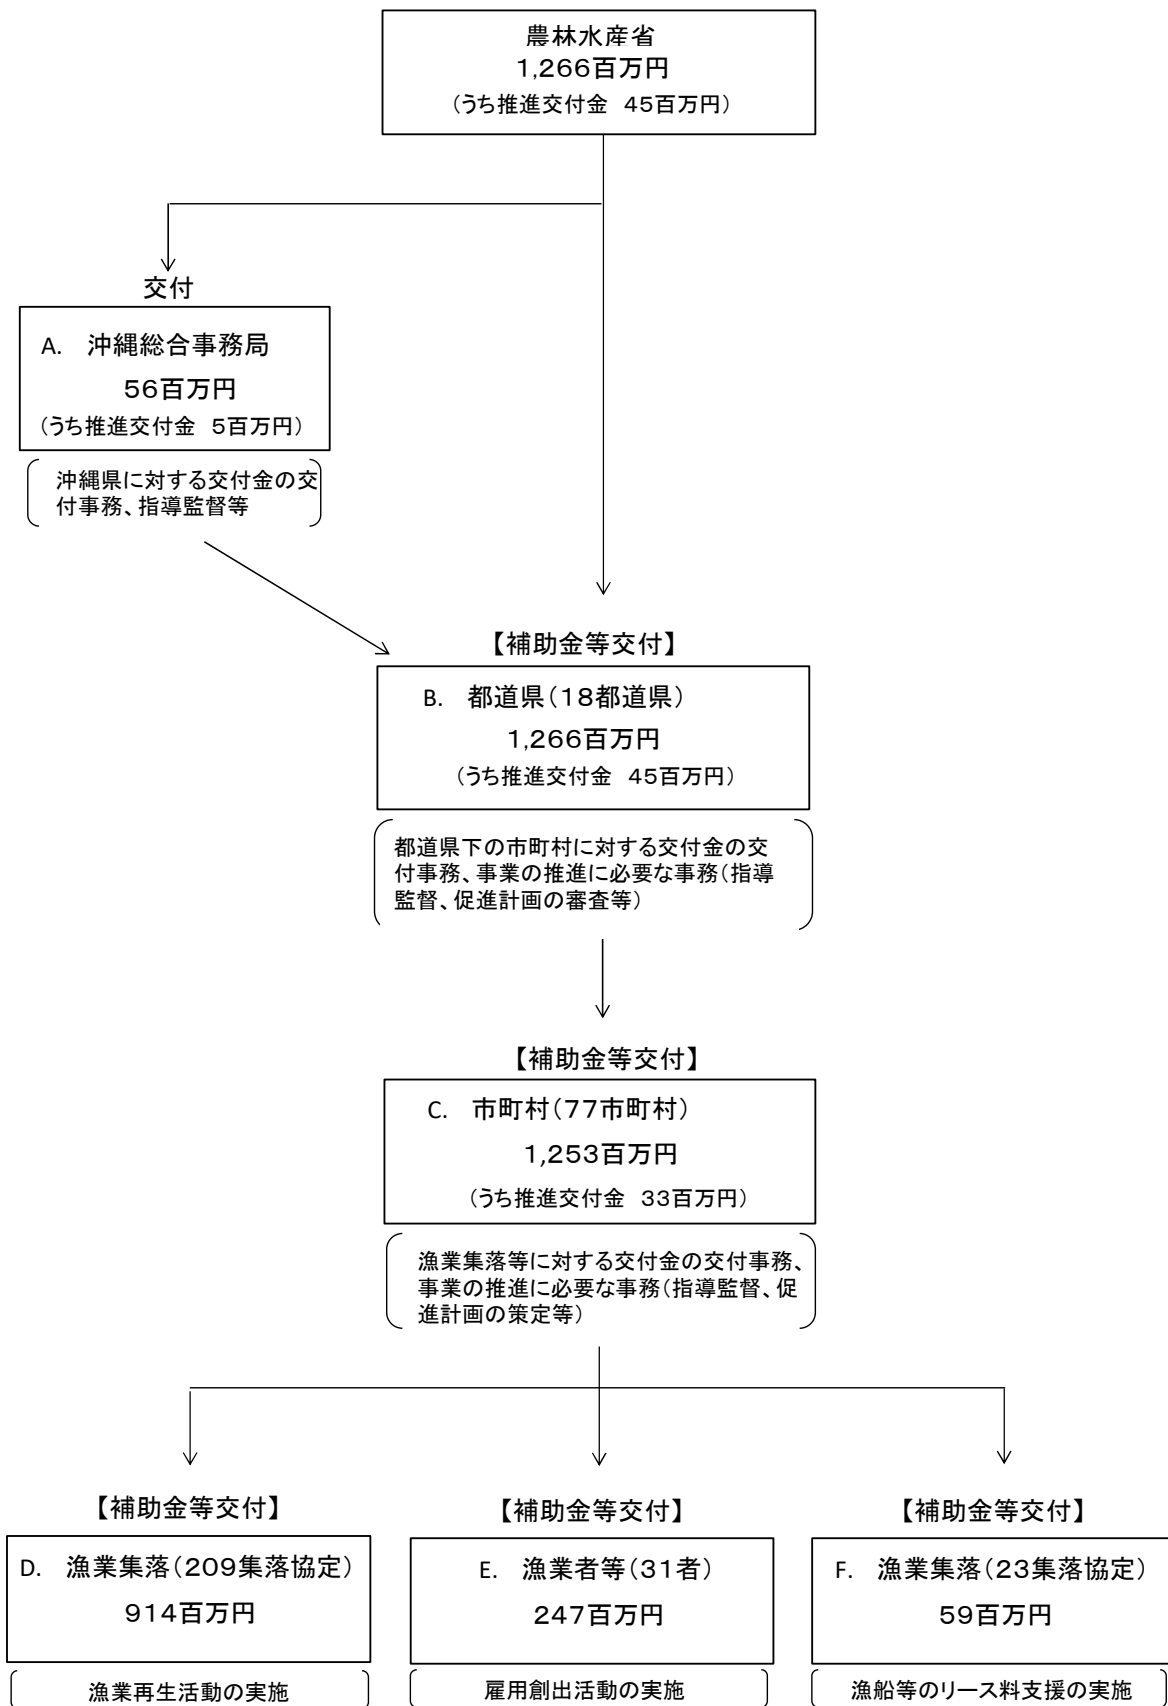 農林水産省
1,266百万円
(うち推進交付金 45百万円)
交付
A. 沖縄総合事務局
56百万円
(うち推進交付金 5百万円)
沖縄県に対する交付金の交
付事務、指導監督等
【補助金等交付】
B. 都道県(18都道県)
1,266百万円
(うち推進交付金 45百万円)
都道県下の市町村に対する交付金の交
付事務、事業の推進に必要な事務(指導
監督、促進計画の審査等)
【補助金等交付】
C. 市町村(77市町村)
1,253百万円
(うち推進交付金 33百万円)
漁業集落等に対する交付金の交付事務、
事業の推進に必要な事務(指導監督、促
進計画の策定等)
【補助金等交付】
D. 漁業集落(209集落協定)
914百万円
漁業再生活動の実施
【補助金等交付】
E. 漁業者等(31者)
247百万円
雇用創出活動の実施
【補助金等交付】
F. 漁業集落(23集落協定)
59百万円
漁船等のリース料支援の実施